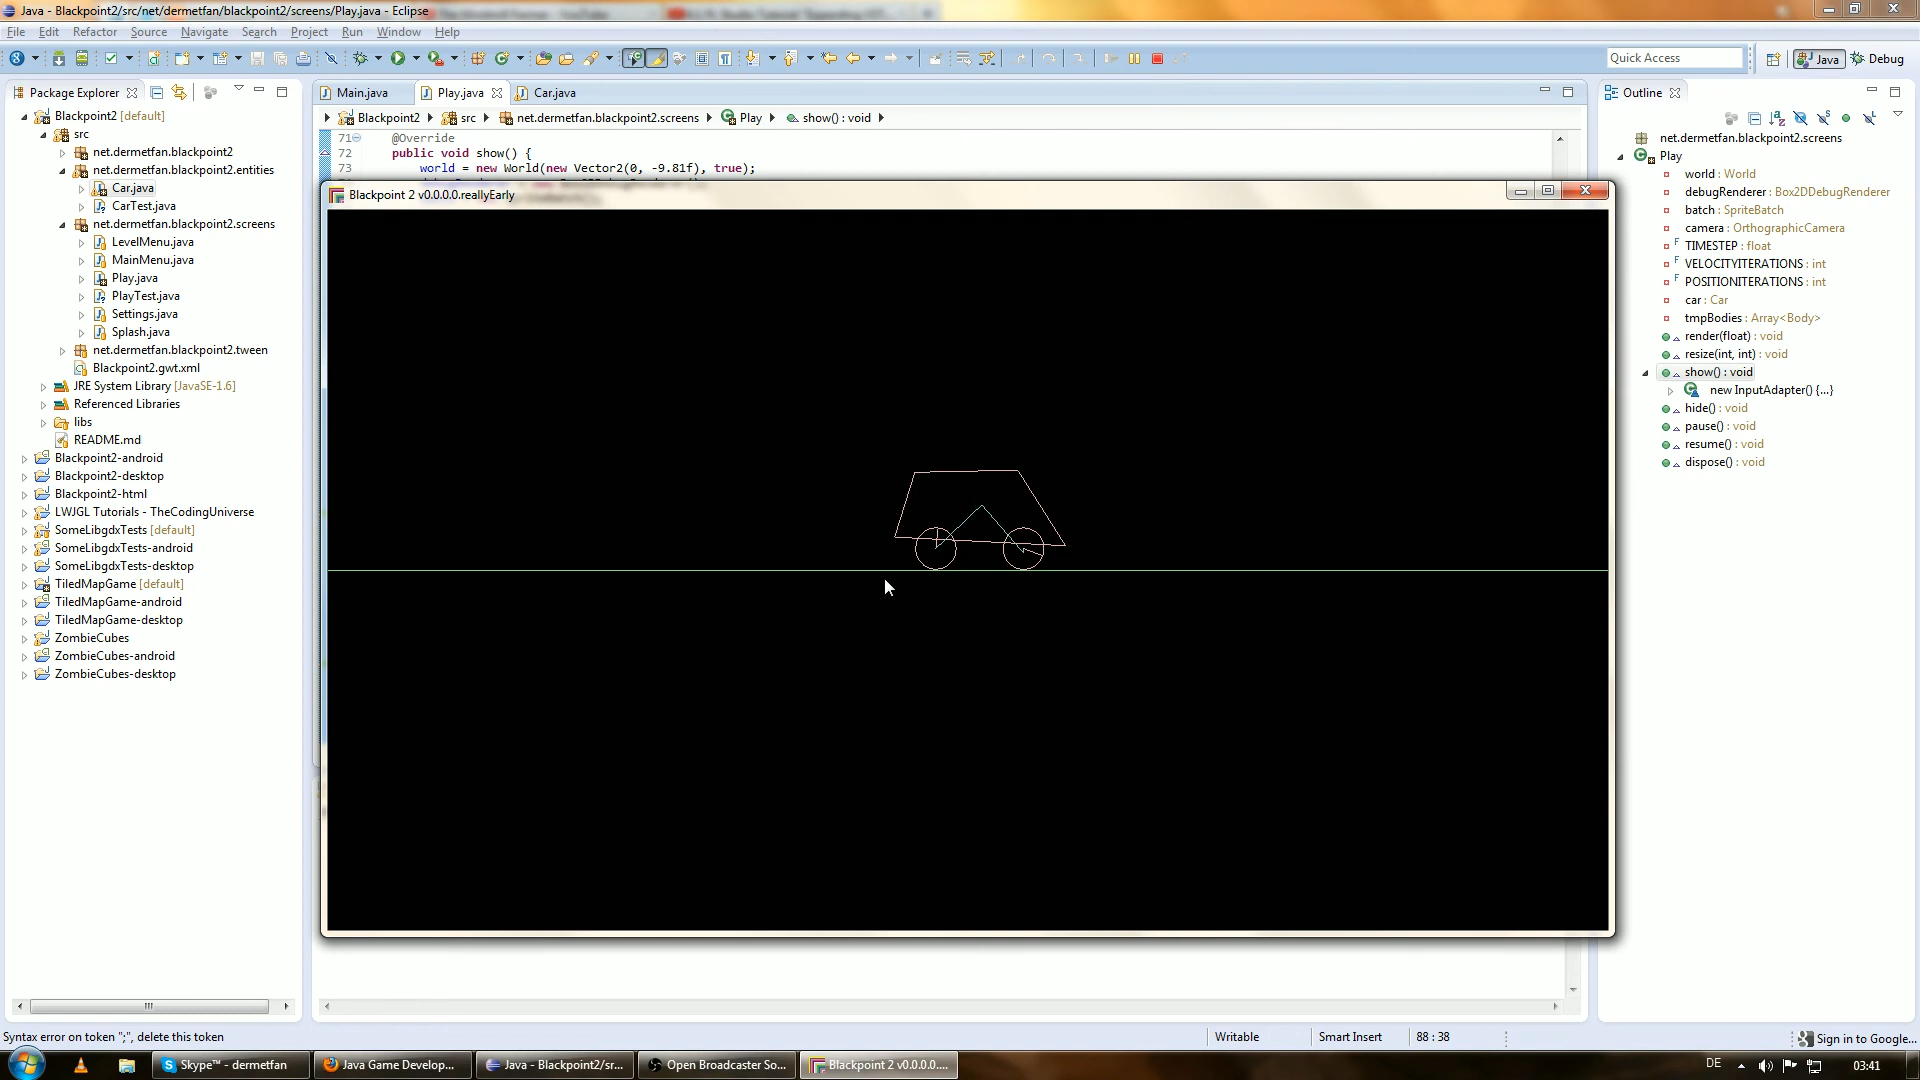 Java - Blackpoint2/src/net/dermetfan/blackpoint2/screens/Play.java - Eclipse
File Edit Refactor Source Navigate Search Project Run Window Help
Quick Access
Java
Debug
Package Explorer
Main.java
Play.java
Car.java
Outline
Blackpoint2 src net.dermetfan.blackpoint2.screens Play show() : void
71 @Override
72 public void show() {
73 world = new World(new Vector2(0, -9.81f), true);
Blackpoint2 [default]
src
net.dermetfan.blackpoint2
net.dermetfan.blackpoint2.entities
Car.java
CarTest.java
net.dermetfan.blackpoint2.screens
LevelMenu.java
MainMenu.java
Play.java
PlayTest.java
Settings.java
Splash.java
net.dermetfan.blackpoint2.tween
Blackpoint2.gwt.xml
JRE System Library [JavaSE-1.6]
Referenced Libraries
libs
README.md
Blackpoint2-android
Blackpoint2-desktop
Blackpoint2-html
LWJGL Tutorials - TheCodingUniverse
SomeLibgdxTests [default]
SomeLibgdxTests-android
SomeLibgdxTests-desktop
TiledMapGame [default]
TiledMapGame-android
TiledMapGame-desktop
ZombieCubes
ZombieCubes-android
ZombieCubes-desktop
Blackpoint 2 v0.0.0.0.reallyEarly
net.dermetfan.blackpoint2.screens
Play
world : World
debugRenderer : Box2DDebugRenderer
batch : SpriteBatch
camera : OrthographicCamera
TIMESTEP : float
VELOCITYITERATIONS : int
POSITIONITERATIONS : int
car : Car
tmpBodies : Array<Body>
render(float) : void
resize(int, int) : void
show() : void
new InputAdapter() {...}
hide() : void
pause() : void
resume() : void
dispose() : void
Syntax error on token ";", delete this token
Writable
Smart Insert
88 : 38
Sign in to Google...
Skype™ - dermetfan
Java Game Develop...
Java - Blackpoint2/sr...
Open Broadcaster So...
Blackpoint 2 v0.0.0....
DE
03:41